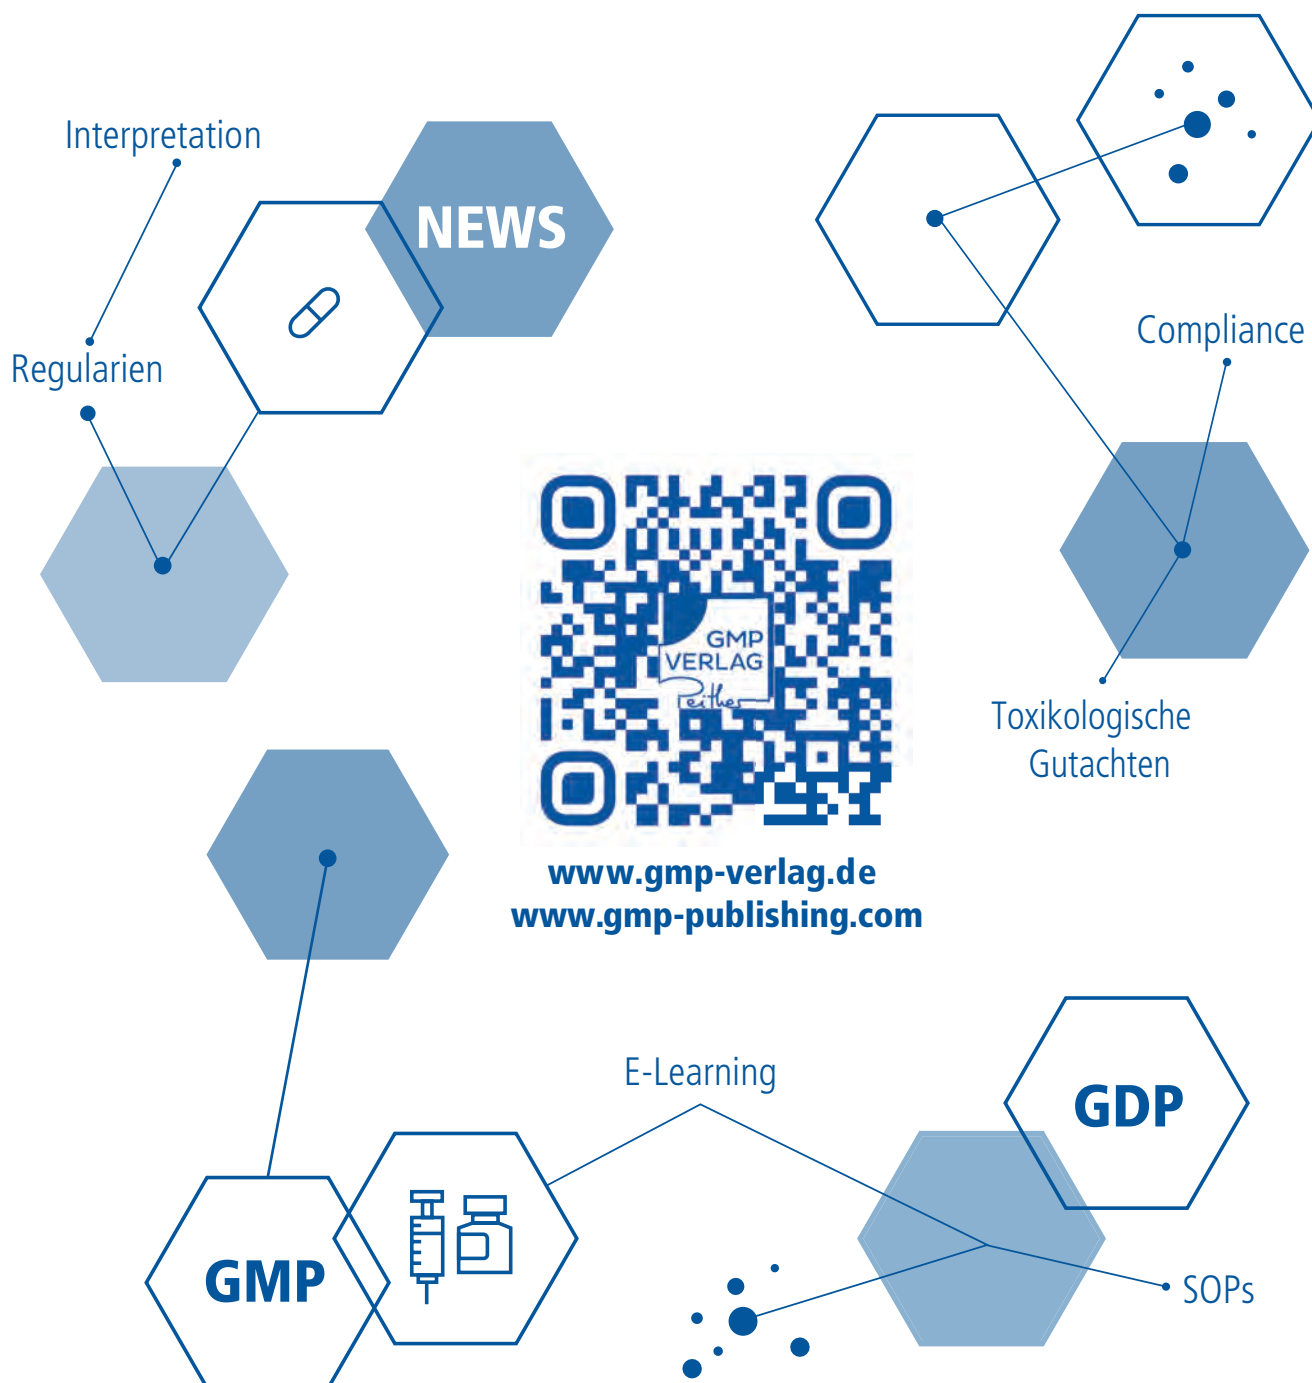 Interpretation
NEWS
Regularien
Compliance
GMP
VERLAG
Peither
Toxikologische
Gutachten
www.gmp-verlag.de
www.gmp-publishing.com
E-Learning
GDP
GMP
SOPs